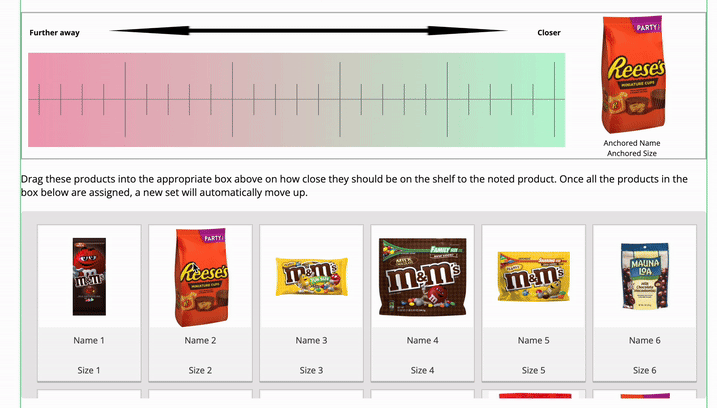 Further away
Closer
PARTY!
Reese's
MINIATURE CUPS
Anchored Name
Anchored Size
Drag these products into the appropriate box above on how close they should be on the shelf to the noted product. Once all the products in the
box below are assigned, a new set will automatically move up.
m&m's
PARTY!
Reese's
MINIATURE CUPS
m&m's
FAMILY
MILK
m&m's
m&m's
MAUNA
LOA
Name 1
Name 2
Name 3
Name 4
Name 5
Name 6
Size 1
Size 2
Size 3
Size 4
Size 5
Size 6